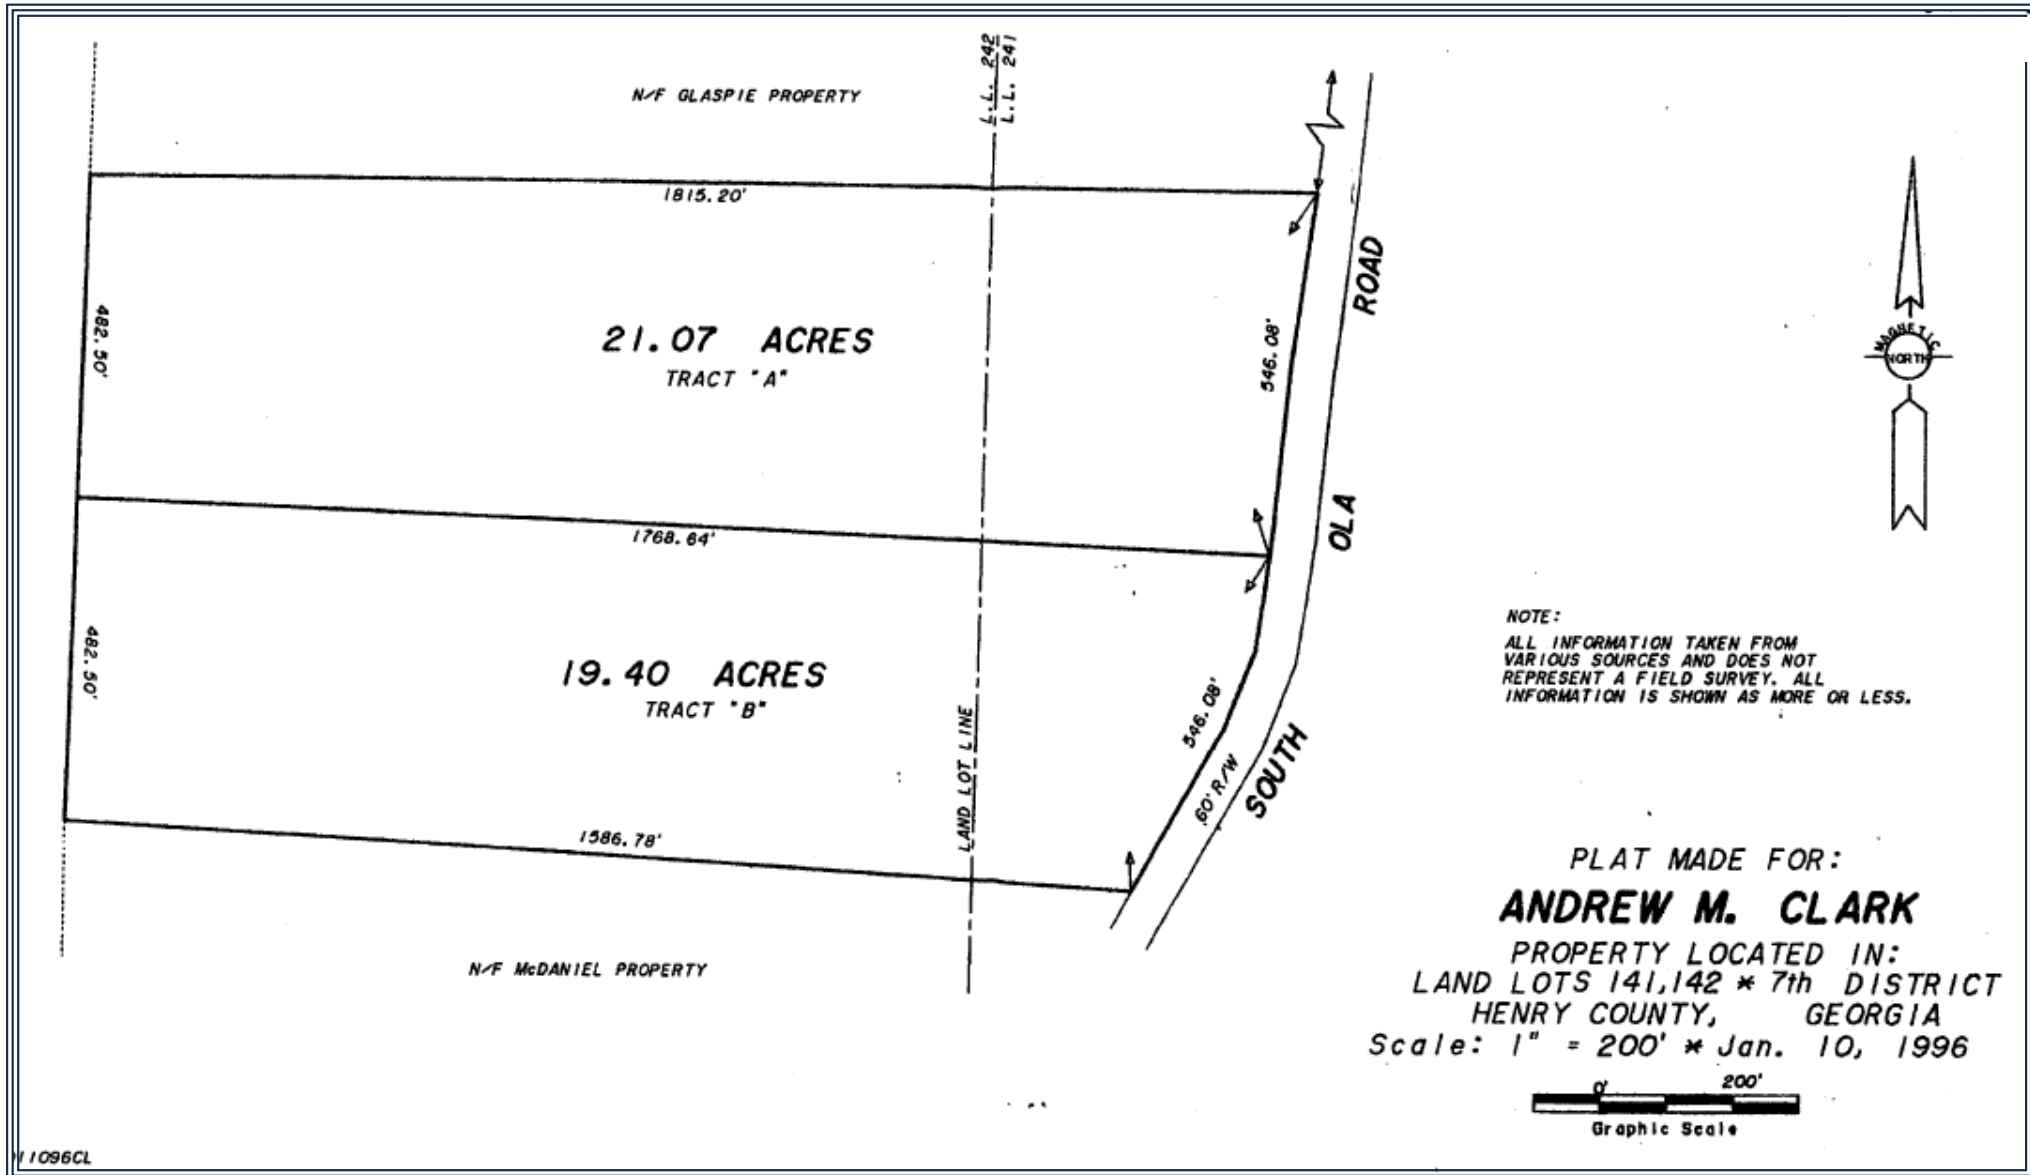 N/F GLASPIE PROPERTY
L.L. 242
L.L. 241
1815.20'
482.50'
21.07 ACRES
TRACT "A"
546.08'
ROAD
MAGNETIC
NORTH
1768.64'
OLA
482.50'
19.40 ACRES
TRACT "B"
LAND LOT LINE
546.08'
60' R/W
SOUTH
1586.78'
N/F McDANIEL PROPERTY
NOTE:
ALL INFORMATION TAKEN FROM
VARIOUS SOURCES AND DOES NOT
REPRESENT A FIELD SURVEY. ALL
INFORMATION IS SHOWN AS MORE OR LESS.
PLAT MADE FOR:
ANDREW M. CLARK
PROPERTY LOCATED IN:
LAND LOTS 141,142 * 7th DISTRICT
HENRY COUNTY, GEORGIA
Scale: 1" = 200' * Jan. 10, 1996
0' 200'
Graphic Scale
11096CL